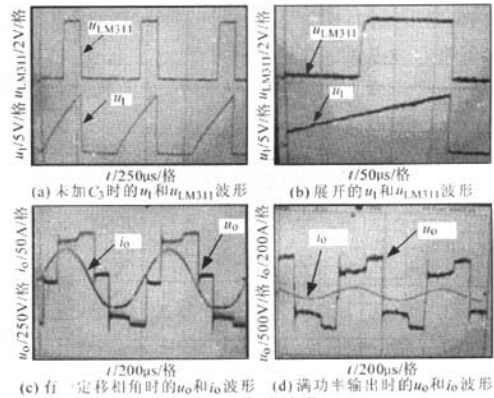 u_LM311
u_I
u_I/5V/格 u_LM311/2V/格
t/250μs/格
(a) 未加C₃时的u_I和u_LM311波形
u_LM311
u_I
u_I/5V/格 u_LM311/2V/格
t/50μs/格
(b) 展开的u_I和u_LM311波形
i_o
u_o
u_o/250V/格 i_o/50A/格
t/200μs/格
(c) 有一定移相角时的u_o和i_o波形
i_o
u_o
u_o/500V/格 i_o/200A/格
t/200μs/格
(d) 满功率输出时的u_o和i_o波形